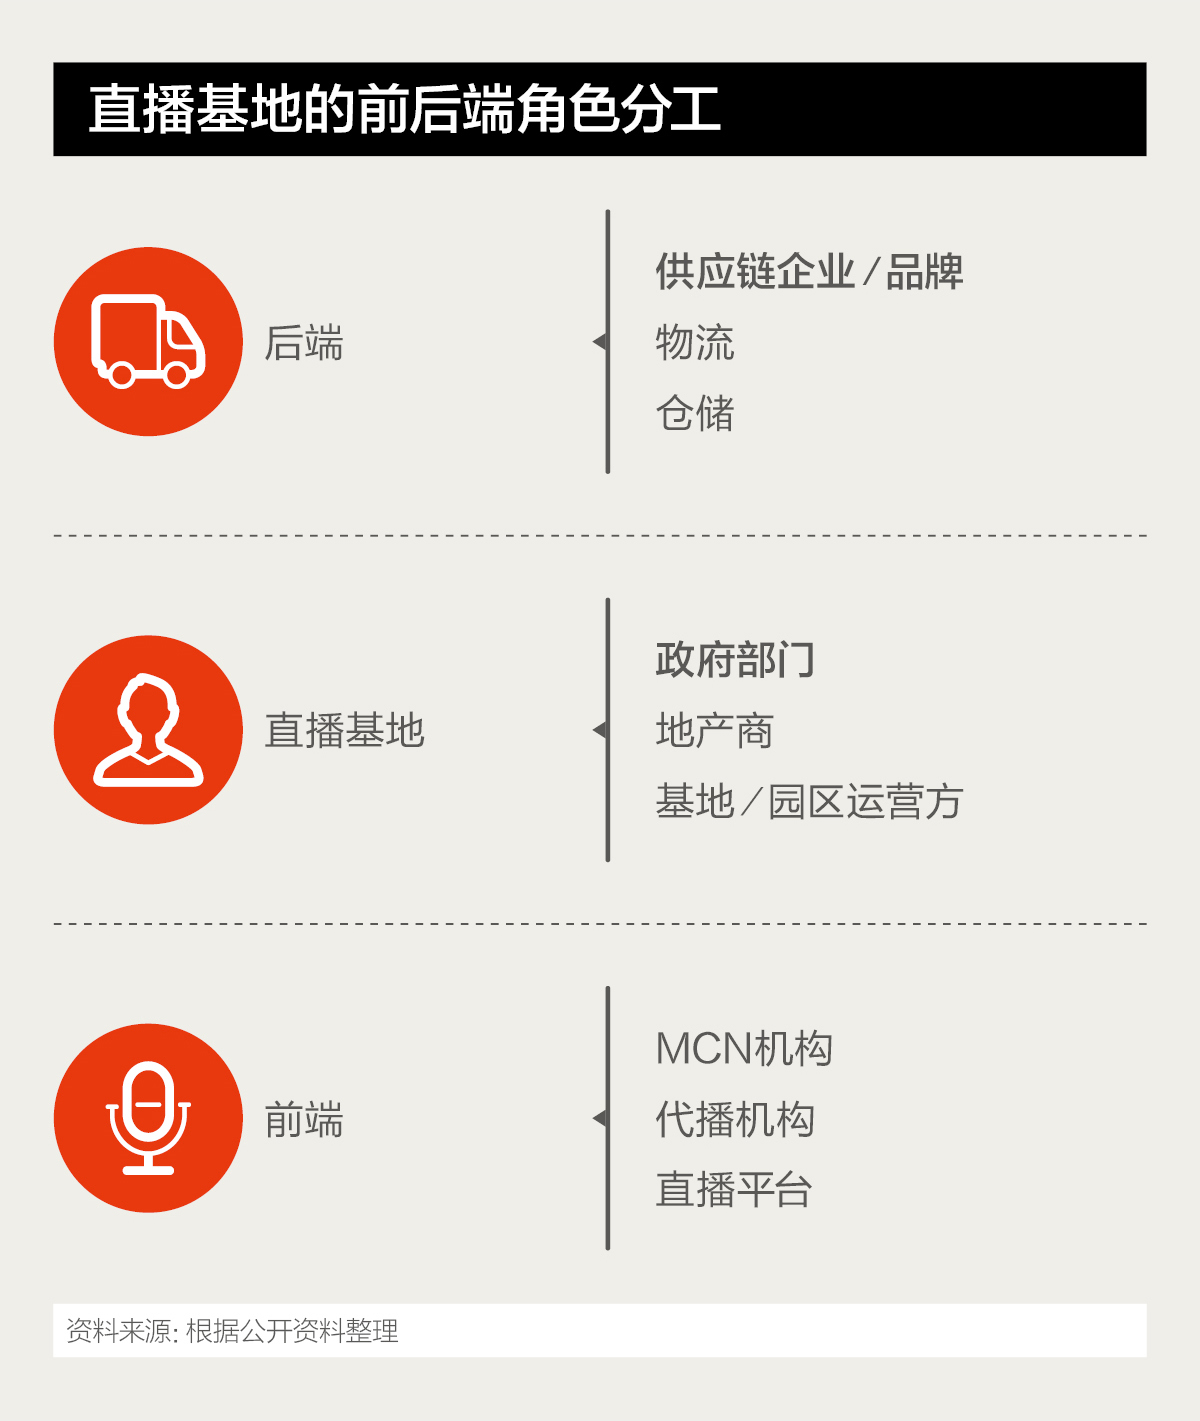 直播基地的前后端角色分工
后端
供应链企业/品牌
物流
仓储
直播基地
政府部门
地产商
基地/园区运营方
前端
MCN机构
代播机构
直播平台
资料来源: 根据公开资料整理